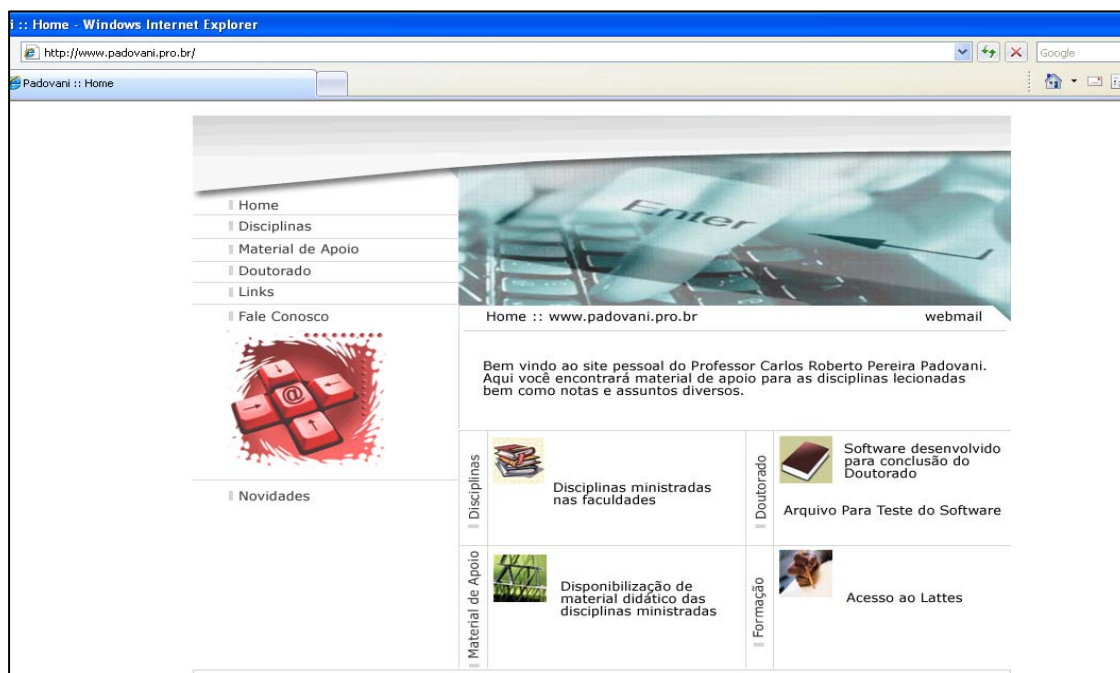 i :: Home - Windows Internet Explorer
http://www.padovani.pro.br/
Google
Padovani :: Home
Home
Disciplinas
Material de Apoio
Doutorado
Links
Fale Conosco
Novidades
Enter
Home :: www.padovani.pro.br
webmail
Bem vindo ao site pessoal do Professor Carlos Roberto Pereira Padovani.
Aqui você encontrará material de apoio para as disciplinas lecionadas
bem como notas e assuntos diversos.
Disciplinas
Disciplinas ministradas
nas faculdades
Doutorado
Software desenvolvido
para conclusão do
Doutorado
Arquivo Para Teste do Software
Material de Apoio
Disponibilização de
material didático das
disciplinas ministradas
Formação
Acesso ao Lattes
@